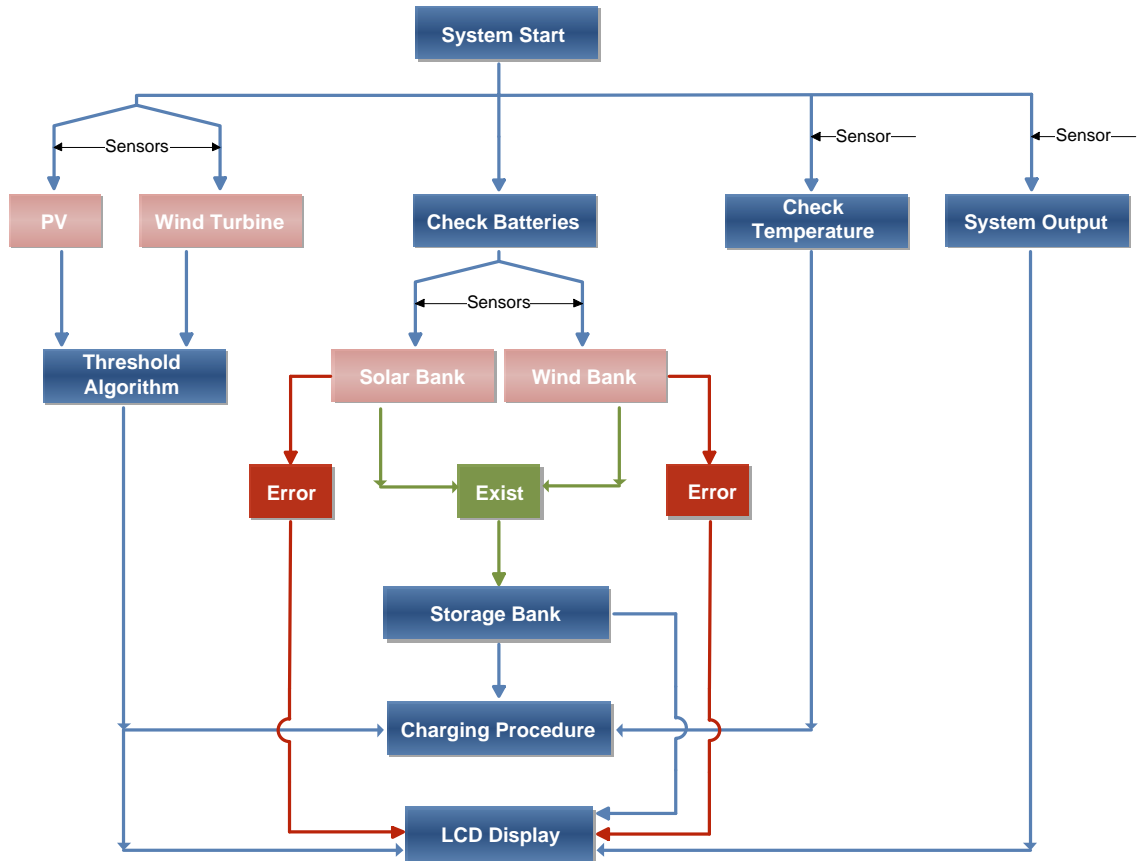 System Start
Sensors
Sensor
Sensor
PV
Wind Turbine
Check Batteries
Check
Temperature
System Output
Sensors
Threshold
Algorithm
Solar Bank
Wind Bank
Error
Exist
Error
Storage Bank
Charging Procedure
LCD Display